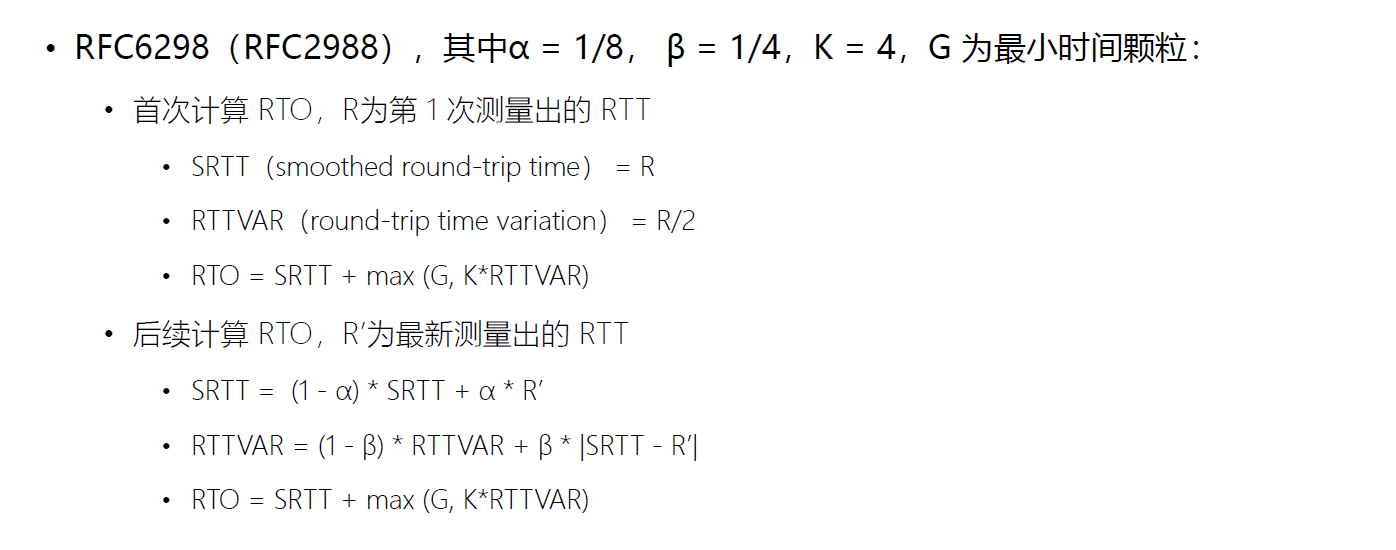 • RFC6298（RFC2988），其中α = 1/8， β = 1/4，K = 4，G 为最小时间颗粒：
• 首次计算 RTO，R为第 1 次测量出的 RTT
• SRTT（smoothed round-trip time） = R
• RTTVAR（round-trip time variation） = R/2
• RTO = SRTT + max (G, K*RTTVAR)
• 后续计算 RTO，R’为最新测量出的 RTT
• SRTT = (1 - α) * SRTT + α * R’
• RTTVAR = (1 - β) * RTTVAR + β * |SRTT - R’|
• RTO = SRTT + max (G, K*RTTVAR)